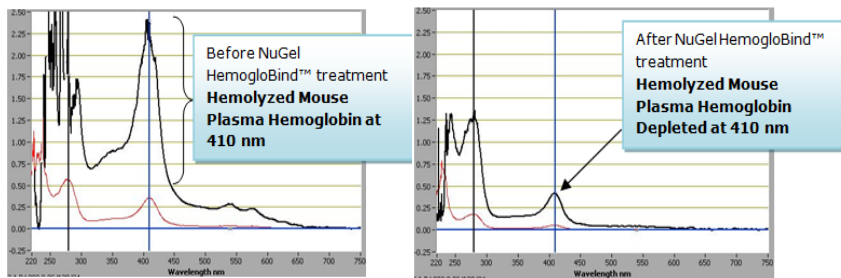 2.50
2.25
2.00
1.75
1.50
1.25
1.00
0.75
0.50
0.25
0.00
-0.25
220 250 300 350 400 450 500 550 600 650 700 750
Wavelength nm
Before NuGel
HemogloBind™ treatment
Hemolyzed Mouse
Plasma Hemoglobin at
410 nm
2.50
2.25
2.00
1.75
1.50
1.25
1.00
0.75
0.50
0.25
0.00
-0.25
220 250 300 350 400 450 500 550 600 650 700 750
Wavelength nm
After NuGel HemogloBind™
treatment
Hemolyzed Mouse
Plasma Hemoglobin
Depleted at 410 nm